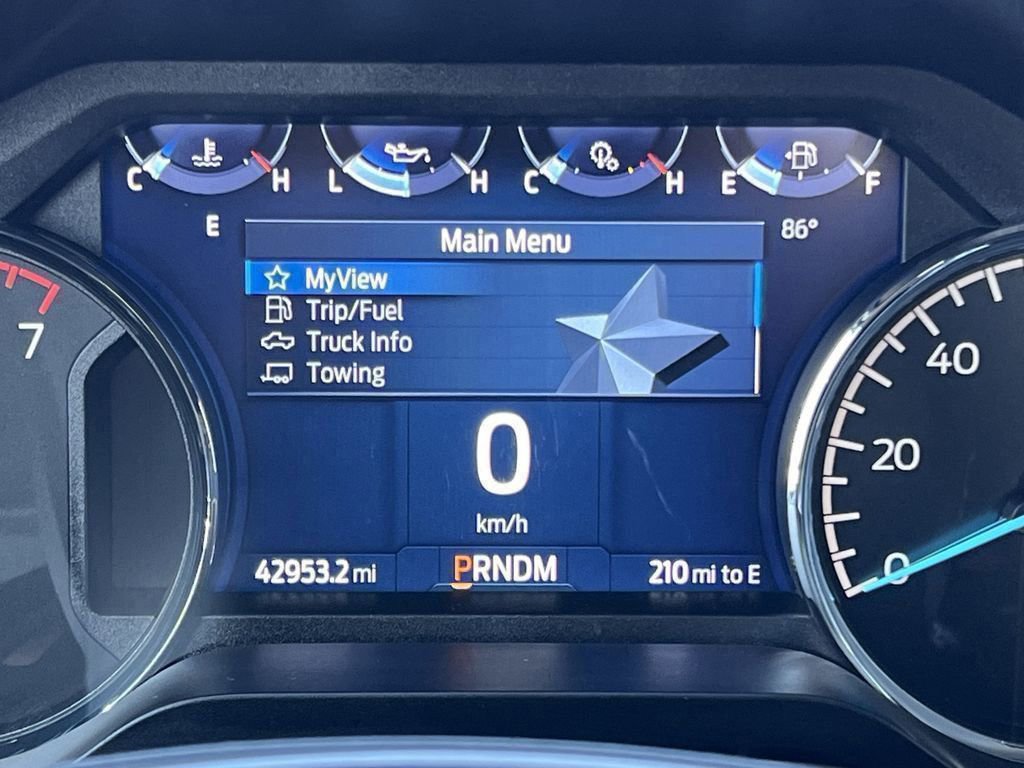 C H L H C H E F
E
86°
Main Menu
MyView
Trip/Fuel
Truck Info
Towing
7
40
20
0
0
km/h
42953.2 mi
PRNDM
210 mi to E